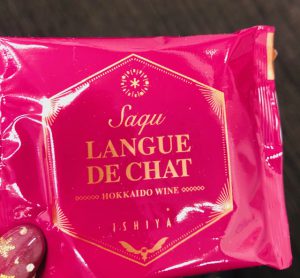 Saqu
LANGUE
DE CHAT
HOKKAIDO WINE
ISHIYA